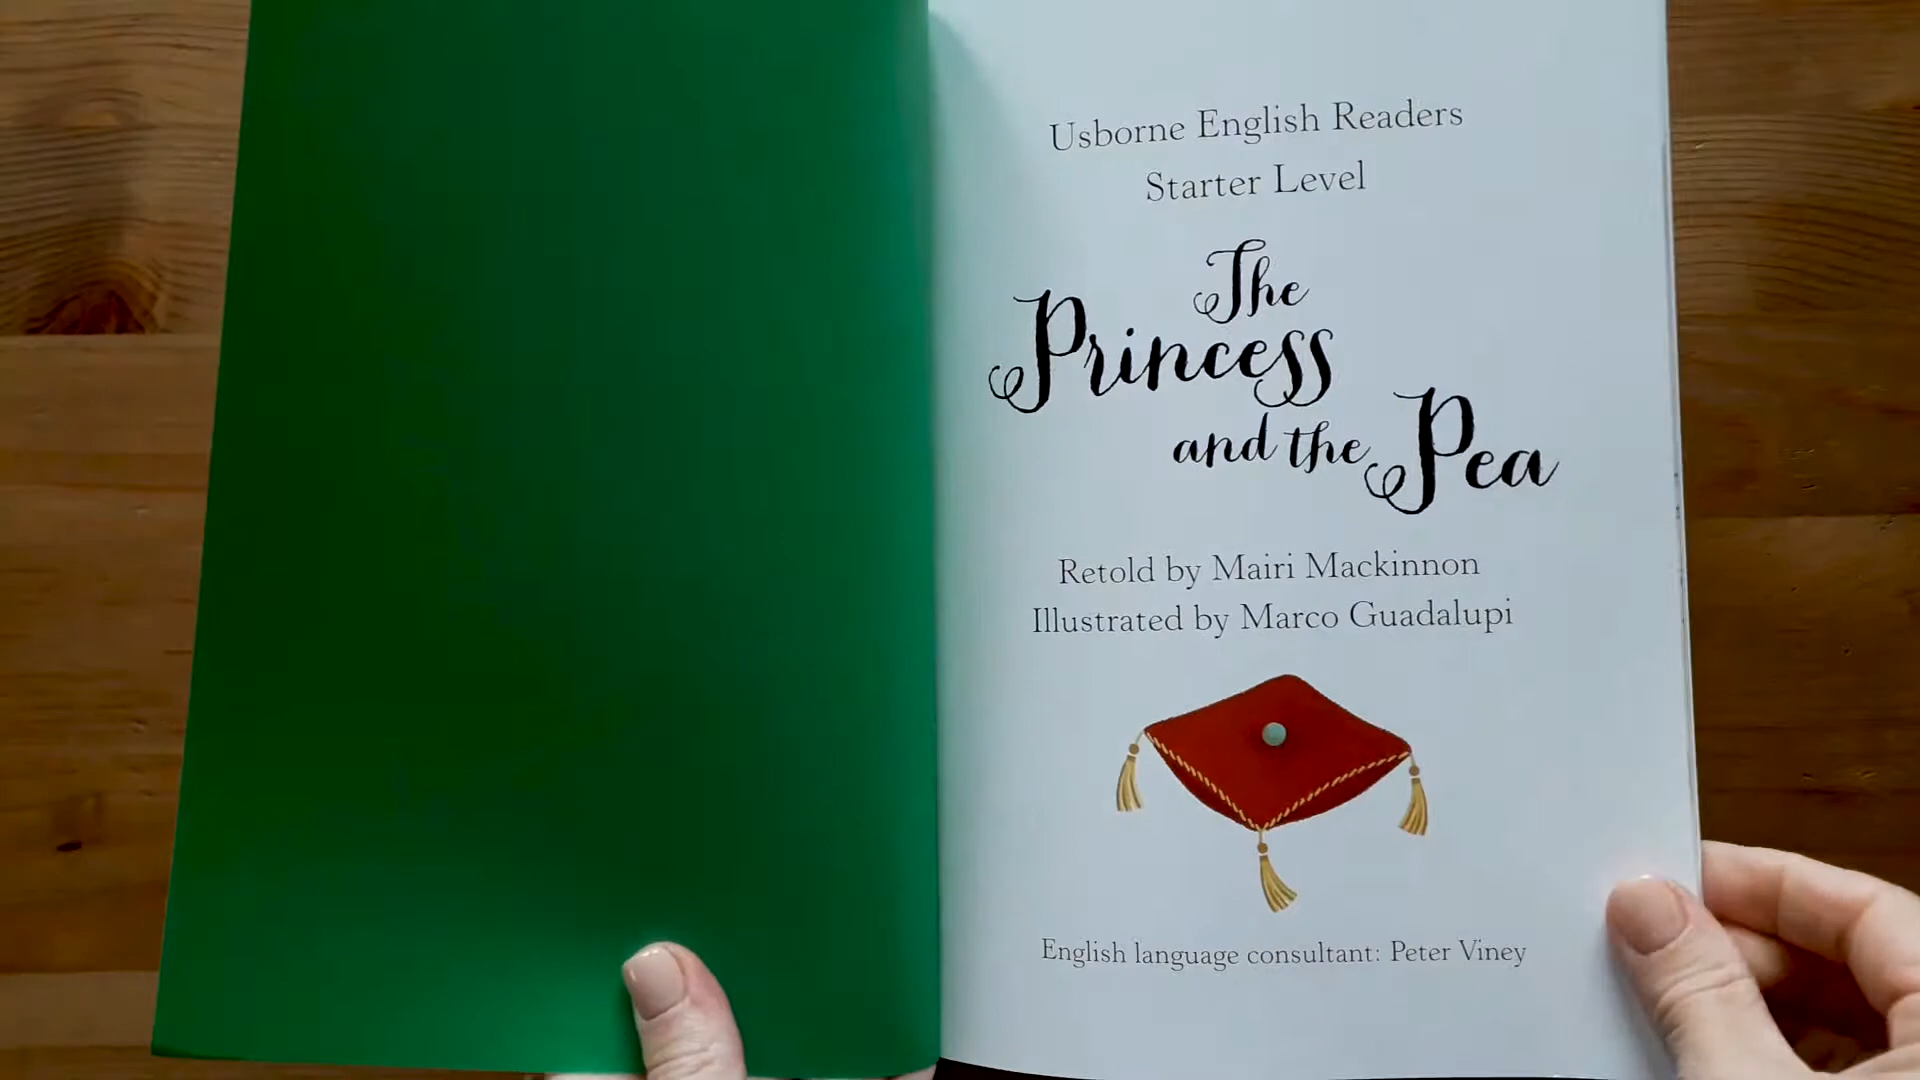 Usborne English Readers
Starter Level
The
Princess
and the Pea
Retold by Mairi Mackinnon
Illustrated by Marco Guadalupi
English language consultant: Peter Viney